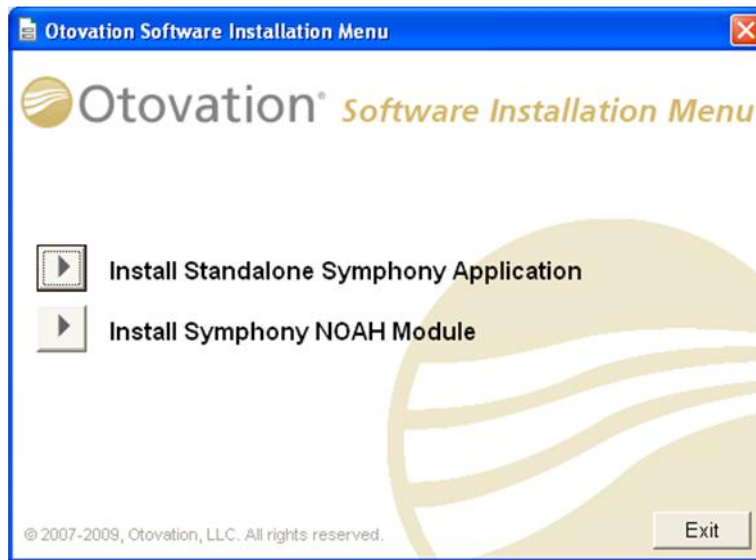 Otovation Software Installation Menu
Otovation® Software Installation Menu
Install Standalone Symphony Application
Install Symphony NOAH Module
© 2007-2009, Otovation, LLC. All rights reserved.
Exit